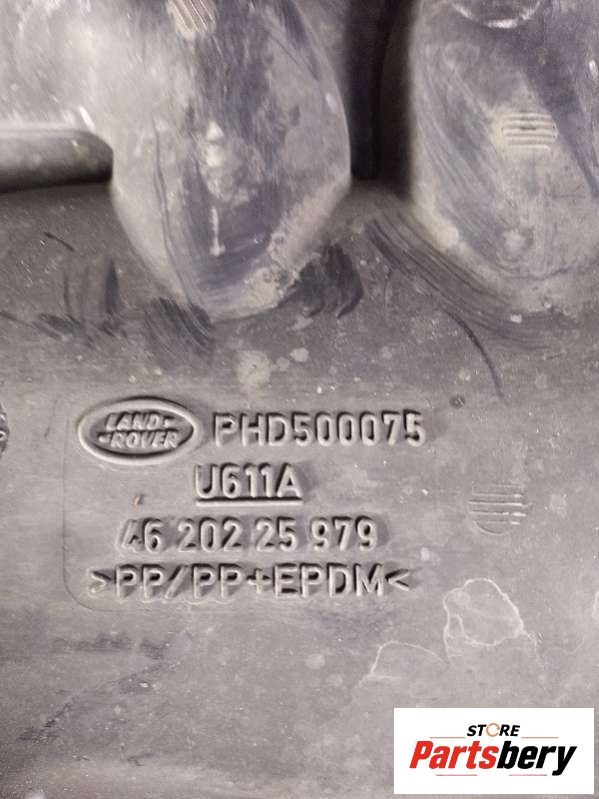 LAND-
-ROVER
PHD500075
U611A
46 202 25 979
>PP/PP+EPDM<
STORE
Partsbery